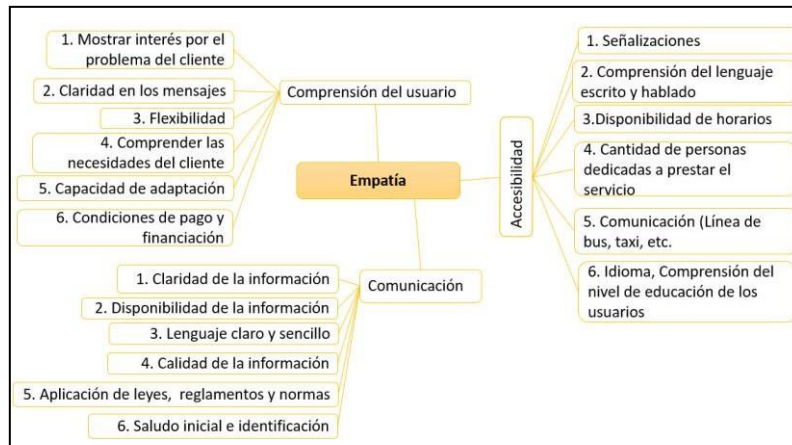 1. Mostrar interés por el
problema del cliente
2. Claridad en los mensajes
3. Flexibilidad
4. Comprender las
necesidades del cliente
5. Capacidad de adaptación
6. Condiciones de pago y
financiación
Comprensión del usuario
Empatía
Accesibilidad
1. Señalizaciones
2. Comprensión del lenguaje
escrito y hablado
3.Disponibilidad de horarios
4. Cantidad de personas
dedicadas a prestar el
servicio
5. Comunicación (Línea de
bus, taxi, etc.
6. Idioma, Comprensión del
nivel de educación de los
usuarios
Comunicación
1. Claridad de la información
2. Disponibilidad de la información
3. Lenguaje claro y sencillo
4. Calidad de la información
5. Aplicación de leyes, reglamentos y normas
6. Saludo inicial e identificación